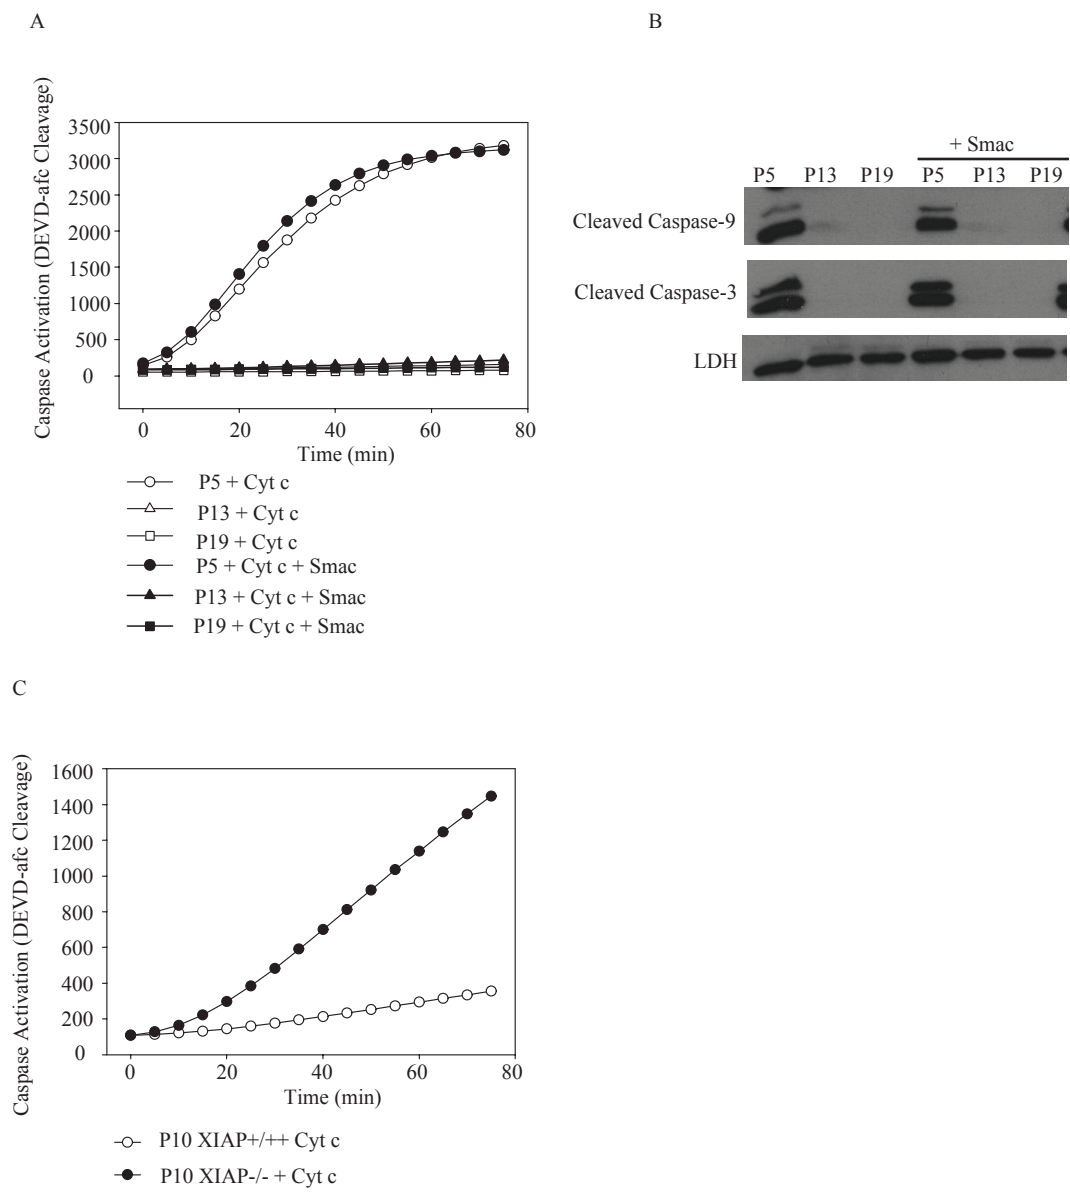 A
B
Caspase Activation (DEVD-afc Cleavage)
3500
3000
2500
2000
1500
1000
500
0
0 20 40 60 80
Time (min)
P5 + Cyt c
P13 + Cyt c
P19 + Cyt c
P5 + Cyt c + Smac
P13 + Cyt c + Smac
P19 + Cyt c + Smac
+ Smac
P5 P13 P19 P5 P13 P19
Cleaved Caspase-9
Cleaved Caspase-3
LDH
C
Caspase Activation (DEVD-afc Cleavage)
1600
1400
1200
1000
800
600
400
200
0
0 20 40 60 80
Time (min)
P10 XIAP+/++ Cyt c
P10 XIAP-/- + Cyt c